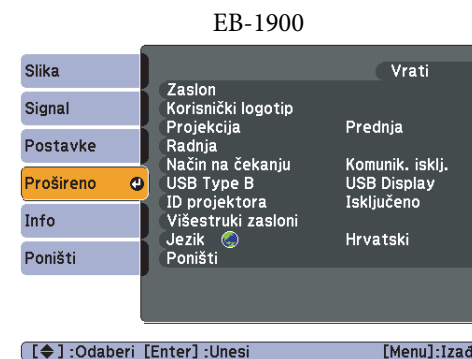 EB-1900
Slika
Signal
Postavke
Prošireno
Info
Poništi
Vrati
Zaslon
Korisnički logotip
Projekcija Prednja
Radnja
Način na čekanju Komunik. isklj.
USB Type B USB Display
ID projektora Isključeno
Višestruki zasloni
Jezik Hrvatski
Poništi
[◆] :Odaberi [Enter] :Unesi [Menu]:Izađ